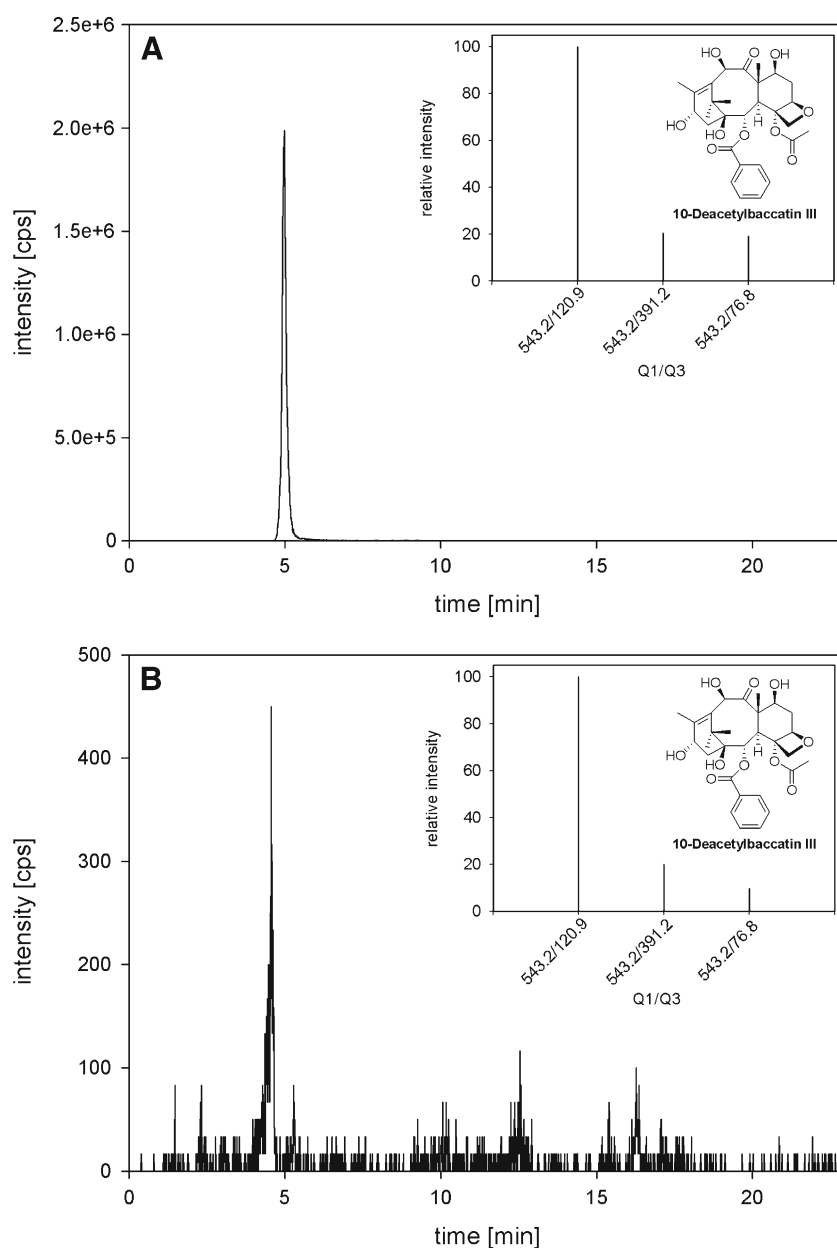 A
2.5e+6
2.0e+6
1.5e+6
1.0e+6
5.0e+5
0
intensity [cps]
0 5 10 15 20
time [min]
100
80
60
40
20
0
relative intensity
543.2/120.9 543.2/391.2 543.2/76.8
Q1/Q3
HO O OH
HO HO O H O O
O O
10-Deacetylbaccatin III
B
500
400
300
200
100
0
intensity [cps]
0 5 10 15 20
time [min]
100
80
60
40
20
0
relative intensity
543.2/120.9 543.2/391.2 543.2/76.8
Q1/Q3
HO O OH
HO HO O H O O
O O
10-Deacetylbaccatin III